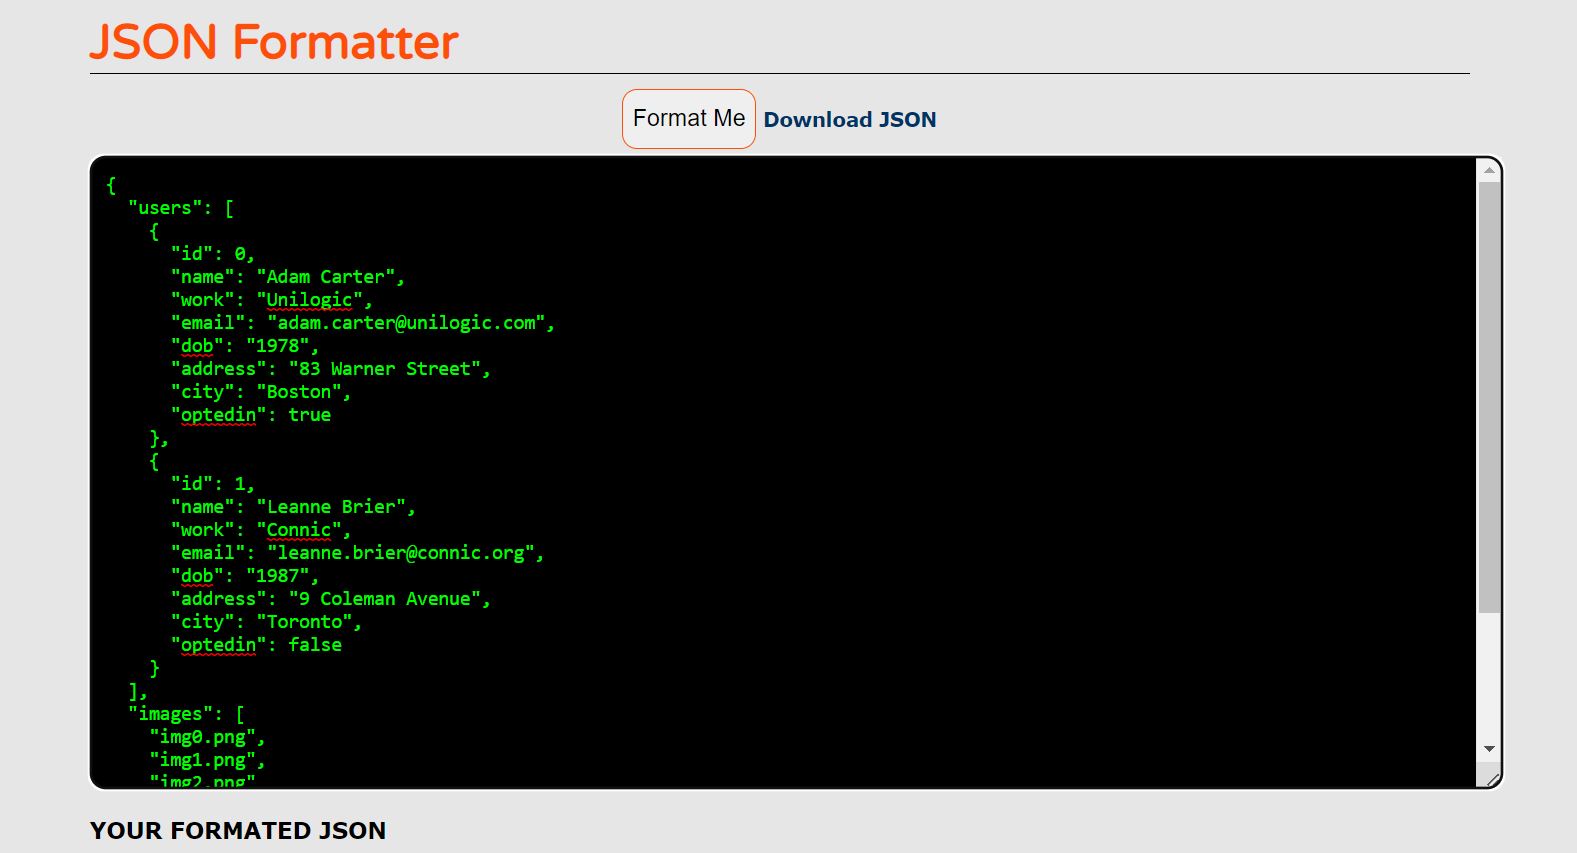 JSON Formatter
Format Me Download JSON
{
"users": [
{
"id": 0,
"name": "Adam Carter",
"work": "Unilogic",
"email": "adam.carter@unilogic.com",
"dob": "1978",
"address": "83 Warner Street",
"city": "Boston",
"optedin": true
},
{
"id": 1,
"name": "Leanne Brier",
"work": "Connic",
"email": "leanne.brier@connic.org",
"dob": "1987",
"address": "9 Coleman Avenue",
"city": "Toronto",
"optedin": false
}
],
"images": [
"img0.png",
"img1.png",
"img2.png"
YOUR FORMATED JSON